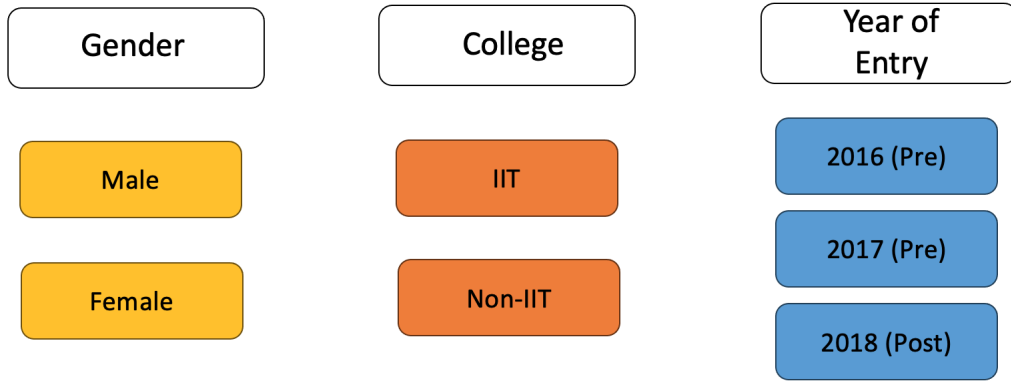 Gender
College
Year of
Entry
Male
IIT
2016 (Pre)
2017 (Pre)
Female
Non-IIT
2018 (Post)